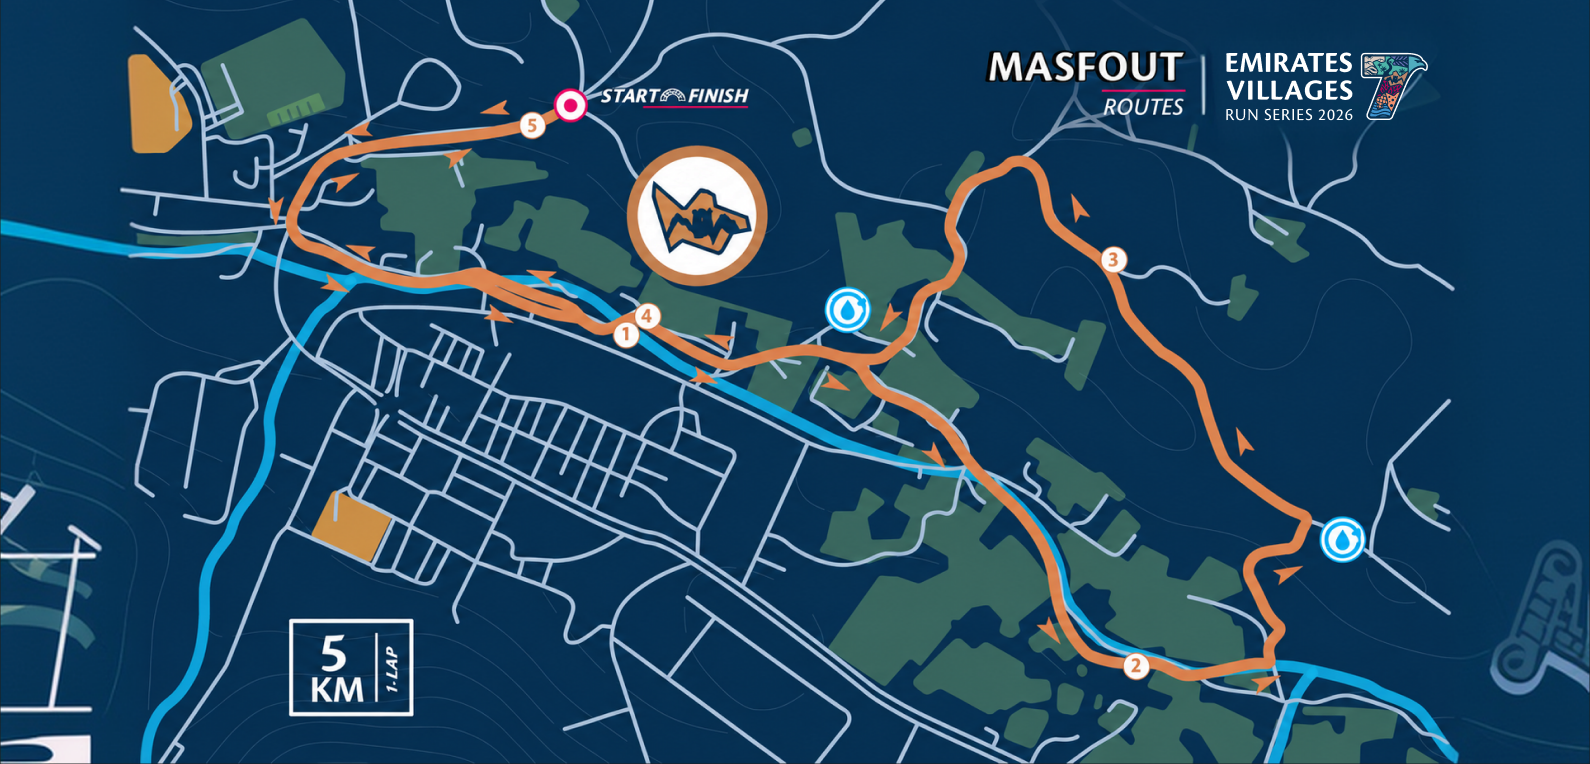 MASFOUT
ROUTES
EMIRATES
VILLAGES
RUN SERIES 2026
START FINISH
5
3
4
1
2
5
KM
1-LAP